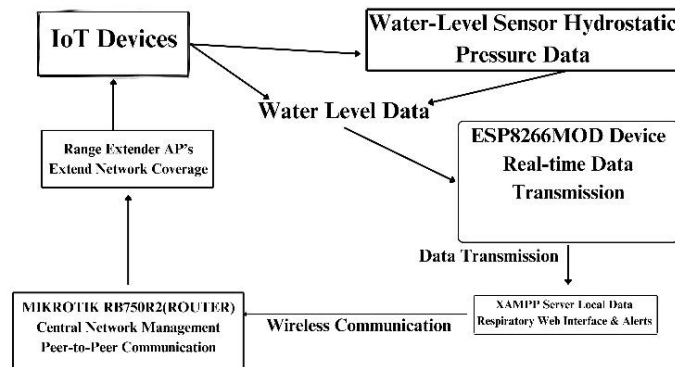 IoT Devices
Water-Level Sensor Hydrostatic
Pressure Data
Water Level Data
Range Extender AP's
Extend Network Coverage
ESP8266MOD Device
Real-time Data
Transmission
Data Transmission
MIKROTIK RB750R2(ROUTER)
Central Network Management
Peer-to-Peer Communication
Wireless Communication
XAMPP Server Local Data
Respiratory Web Interface & Alerts